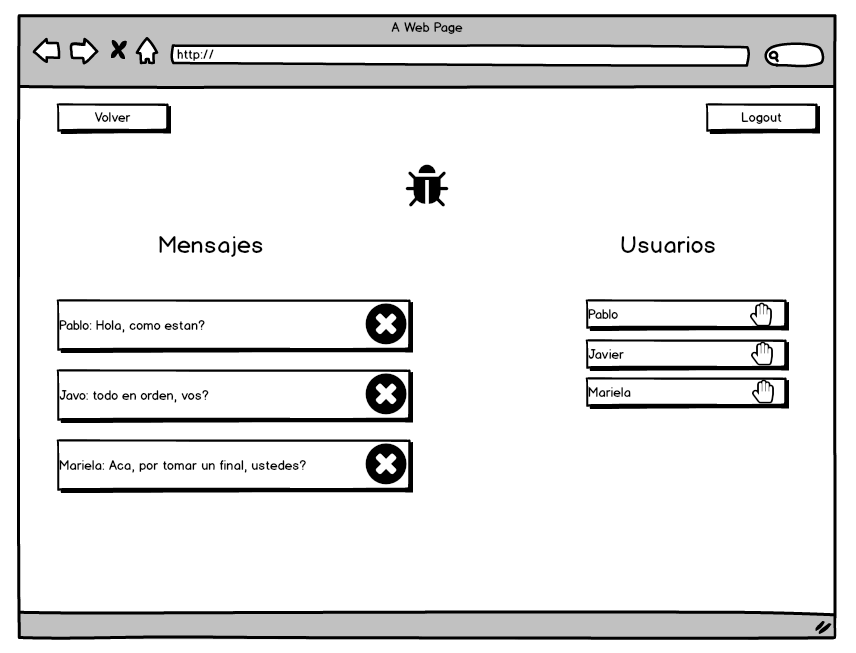 A Web Page
http://
Volver
Logout
Mensajes
Usuarios
Pablo: Hola, como estan?
Javo: todo en orden, vos?
Mariela: Aca, por tomar un final, ustedes?
Pablo
Javier
Mariela